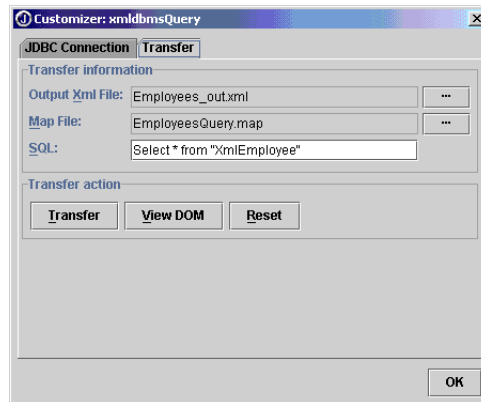 Customizer: xmldbmsQuery
JDBC Connection Transfer
Transfer information
Output Xml File: Employees_out.xml ...
Map File: EmployeesQuery.map ...
SQL: Select * from "XmlEmployee"
Transfer action
Transfer View DOM Reset
OK